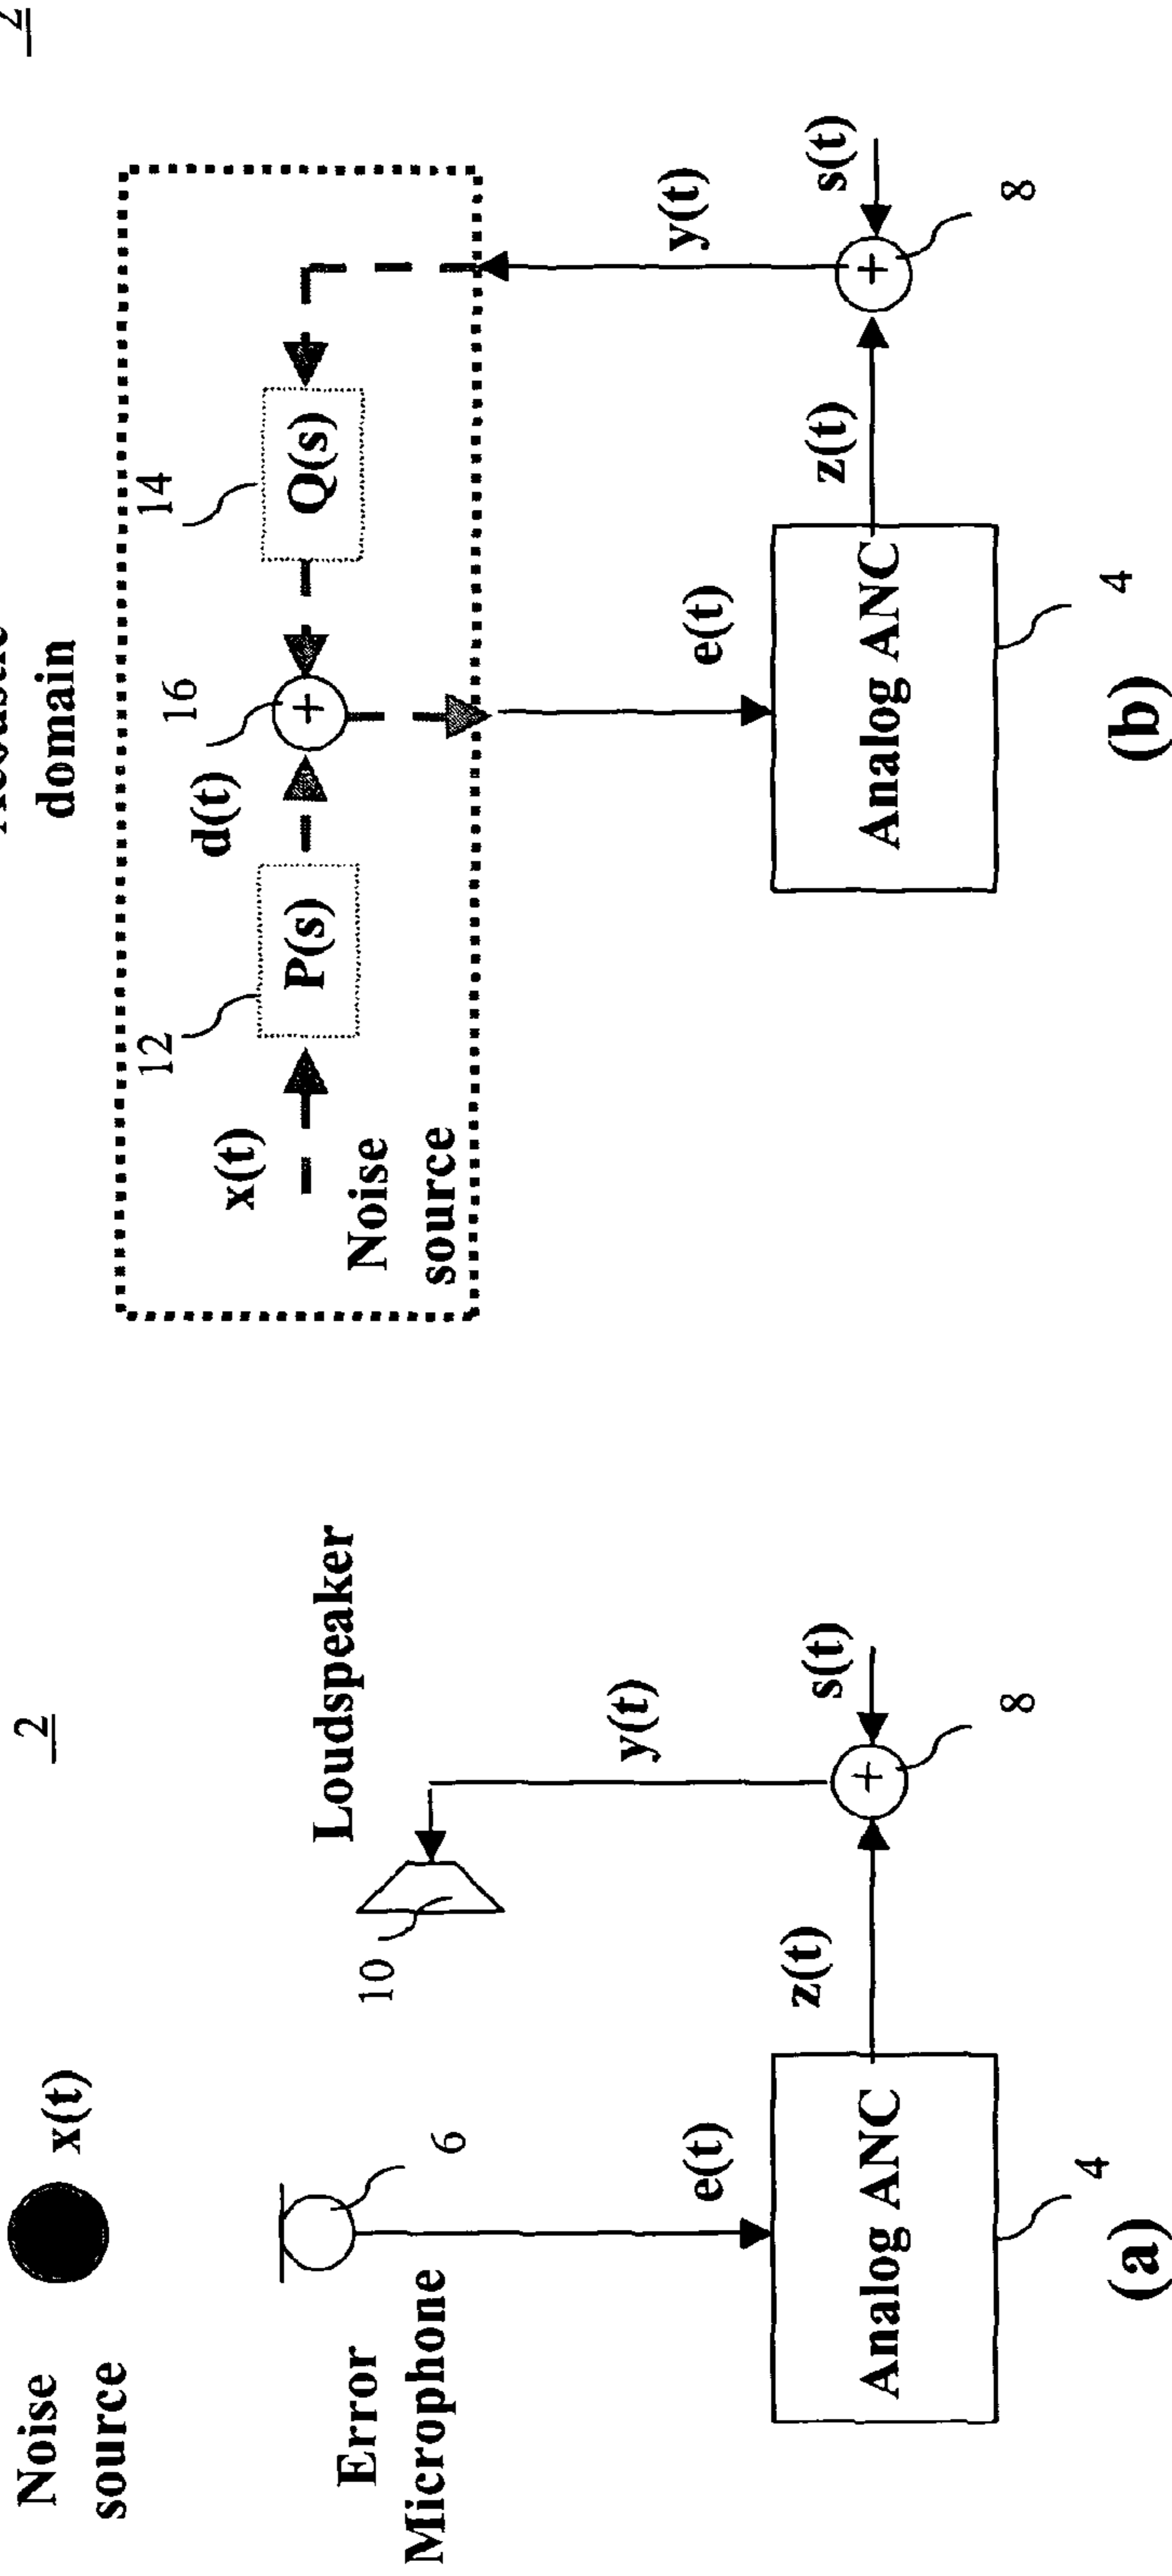 Noise
source
x(t)
2
Error
Microphone
6
10
Loudspeaker
e(t)
y(t)
z(t)
s(t)
Analog ANC
4
8
(a)
2
domain
12
16
14
x(t)
d(t)
P(s)
Q(s)
Noise
source
e(t)
y(t)
z(t)
s(t)
Analog ANC
4
8
(b)